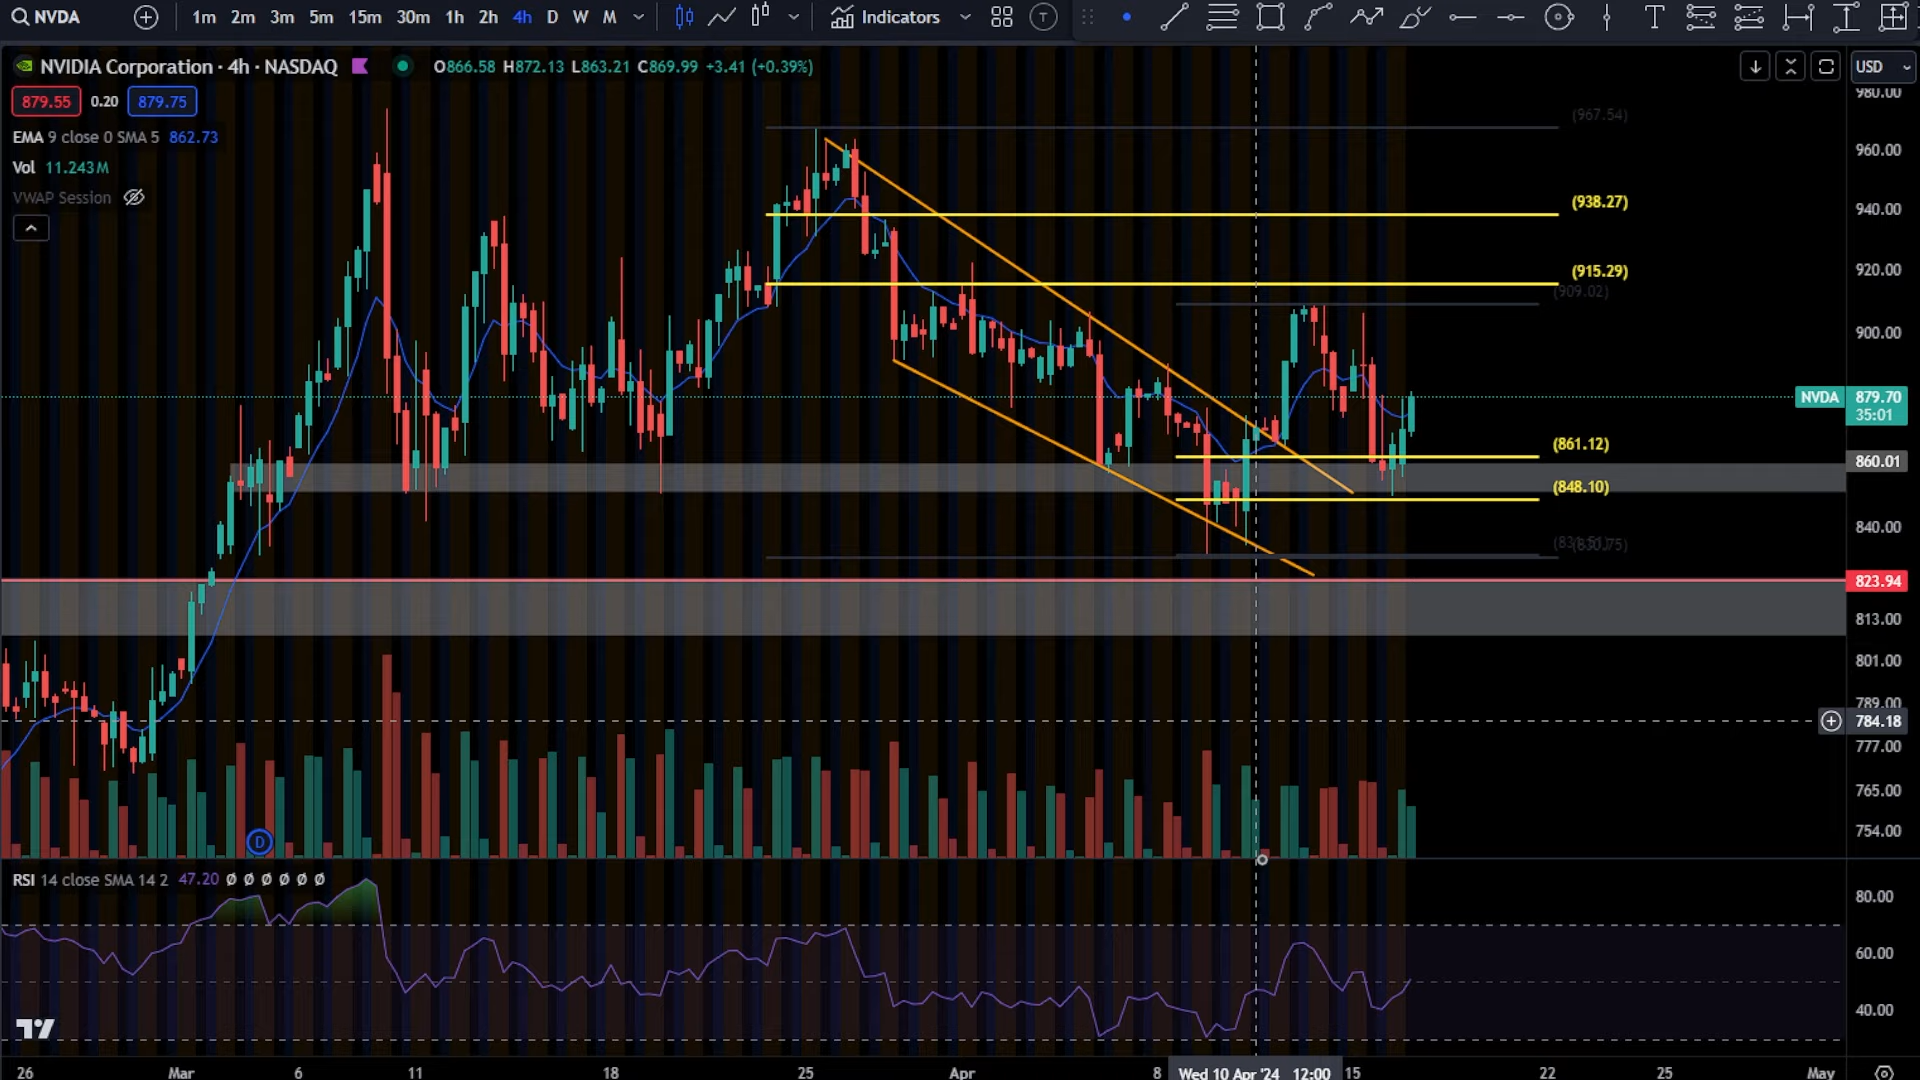 NVDA 1m 2m 3m 5m 15m 30m 1h 2h 4h D W M Indicators T T
NVIDIA Corporation · 4h · NASDAQ O866.58 H872.13 L863.21 C869.99 +3.41 (+0.39%) USD
879.55 0.20 879.75
EMA 9 close 0 SMA 5 862.73
Vol 11.243M
VWAP Session
980.00
(967.54)
960.00
(938.27)
940.00
(915.29)
920.00
(909.02)
900.00
NVDA 879.70
35:01
(861.12)
860.01
(848.10)
840.00
823.94
813.00
801.00
789.00
784.18
777.00
765.00
754.00
D
RSI 14 close SMA 14 2 47.20 Ø Ø Ø Ø Ø Ø
80.00
60.00
40.00
26 Mar 6 11 18 25 Apr 8 Wed 10 Apr '24 12:00 15 22 25 May